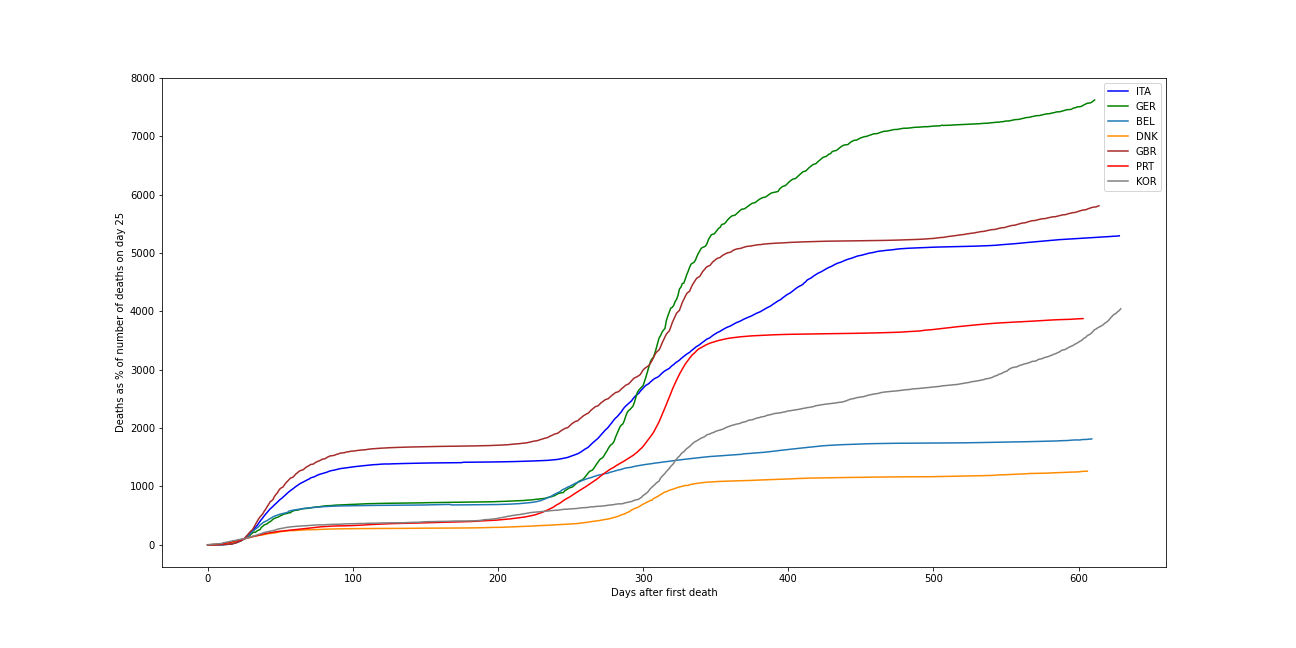 8000
7000
6000
5000
4000
3000
2000
1000
0
Deaths as % of number of deaths on day 25
0 100 200 300 400 500 600
Days after first death
ITA
GER
BEL
DNK
GBR
PRT
KOR